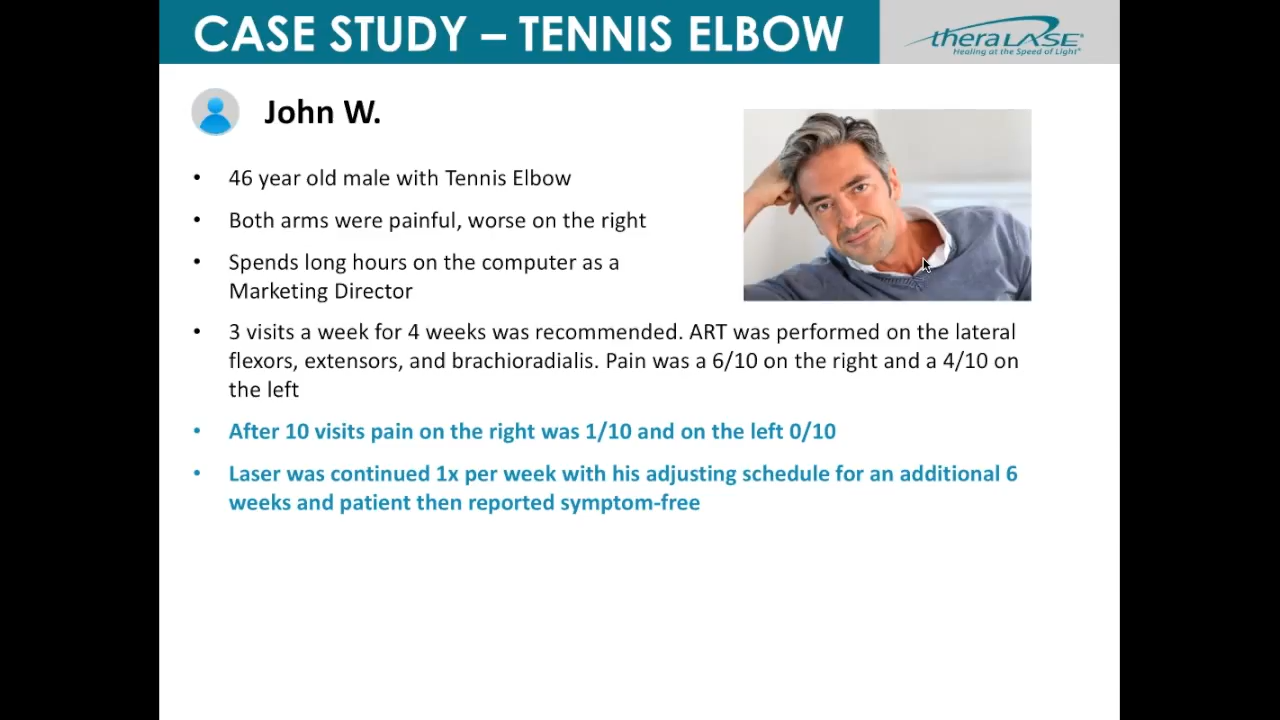 CASE STUDY – TENNIS ELBOW
theraLASE®
Healing at the Speed of Light®
John W.
• 46 year old male with Tennis Elbow
• Both arms were painful, worse on the right
• Spends long hours on the computer as a
Marketing Director
• 3 visits a week for 4 weeks was recommended. ART was performed on the lateral
flexors, extensors, and brachioradialis. Pain was a 6/10 on the right and a 4/10 on
the left
• After 10 visits pain on the right was 1/10 and on the left 0/10
• Laser was continued 1x per week with his adjusting schedule for an additional 6
weeks and patient then reported symptom-free